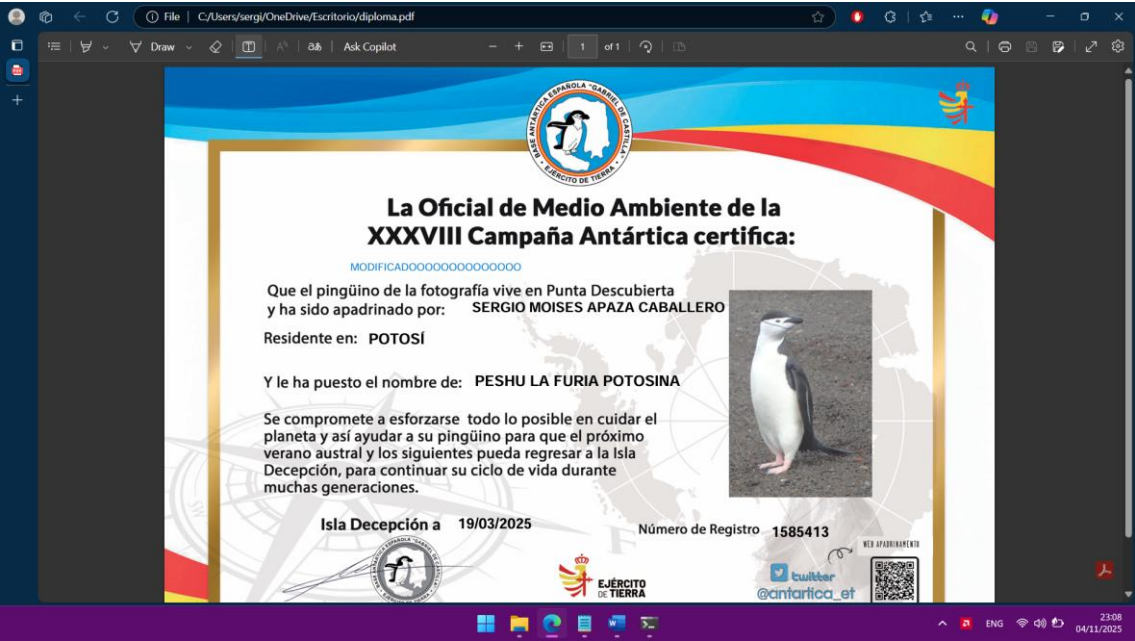 File | C:/Users/sergi/OneDrive/Escritorio/diploma.pdf
Draw
aあ
Ask Copilot
1 of 1
BASE ANTÁRTICA ESPAÑOLA "GABRIEL DE CASTILLA"
EJÉRCITO DE TIERRA
La Oficial de Medio Ambiente de la
XXXVIII Campaña Antártica certifica:
MODIFICADOOOOOOOOOOOOOO
Que el pingüino de la fotografía vive en Punta Descubierta
y ha sido apadrinado por: SERGIO MOISES APAZA CABALLERO
Residente en: POTOSÍ
Y le ha puesto el nombre de: PESHU LA FURIA POTOSINA
Se compromete a esforzarse todo lo posible en cuidar el
planeta y así ayudar a su pingüino para que el próximo
verano austral y los siguientes pueda regresar a la Isla
Decepción, para continuar su ciclo de vida durante
muchas generaciones.
Isla Decepción a 19/03/2025
Número de Registro 1585413
WEB APADRINAMIENTO
EJÉRCITO
DE TIERRA
twitter
@antartica_et
ENG
23:08
04/11/2025